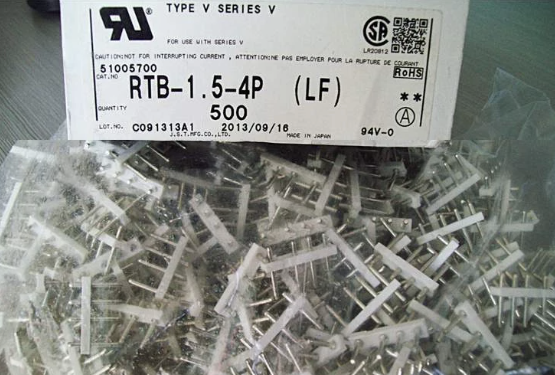 TYPE V SERIES V
FOR USE WITH SERIES V
LR20812
CAUTION:NOT FOR INTERRUPTING CURRENT , ATTENTION:NE PAS EMPLOYER POUR LA RUPTURE DE COURANT
51005700
RoHS
CAT.NO RTB-1.5-4P (LF)
**
QUANTITY 500
A
LOT.NO. C091313A1 2013/09/16 94V-0
J.S.T.MFG.CO.,LTD. MADE IN JAPAN